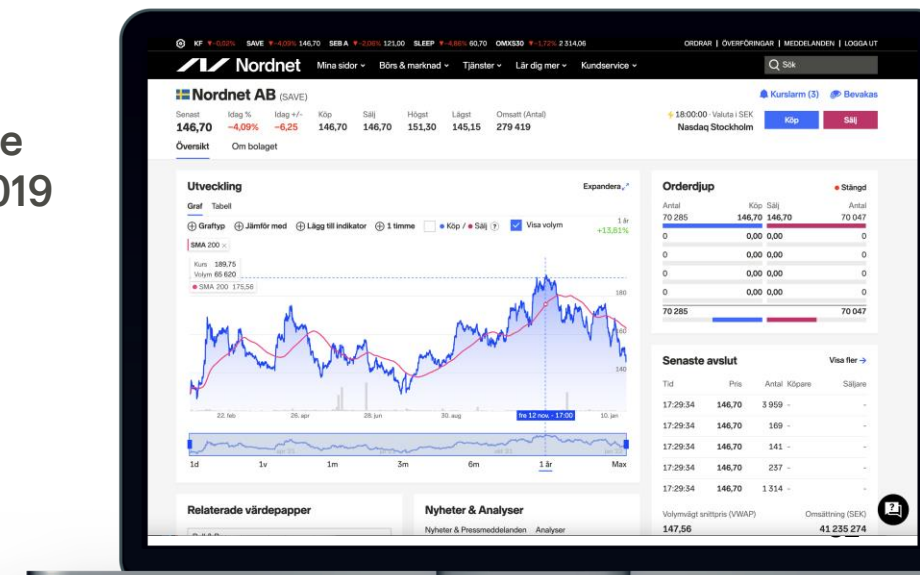 e
019
KF ▼-0,02% SAVE ▼-4,09% 146,70 SEB A ▼-2,06% 121,00 SLEEP ▼-4,66% 60,70 OMXS30 ▼-1,72% 2 314,06 ORDRAR | ÖVERFÖRINGAR | MEDDELANDEN | LOGGA UT
Nordnet Mina sidor Börs & marknad Tjänster Lär dig mer Kundservice Sök
Nordnet AB (SAVE) Kurslarm (3) Bevakas
Senast Idag % Idag +/- Köp Sälj Högst Lägst Omsatt (Antal) 18:00:00 · Valuta i SEK
146,70 -4,09% -6,25 146,70 146,70 151,30 145,15 279 419 Nasdaq Stockholm Köp Sälj
Översikt Om bolaget
Utveckling Expandera
Graf Tabell
Graftyp Jämför med Lägg till indikator 1 timme Köp / Sälj ? Visa volym 1 år
+13,81%
SMA 200 ×
Kurs 189,75
Volym 65 620
SMA 200 175,56
180
160
140
22. feb 25. apr 28. jun 30. aug fre 12 nov. - 17:00 10. jan
1d 1v 1m 3m 6m 1 år Max
Orderdjup Stängd
Antal Köp Sälj Antal
70 285 146,70 146,70 70 047
0 0,00 0,00 0
0 0,00 0,00 0
0 0,00 0,00 0
0 0,00 0,00 0
70 285 70 047
Senaste avslut Visa fler →
Tid Pris Antal Köpare Säljare
17:29:34 146,70 3 959 - -
17:29:34 146,70 169 - -
17:29:34 146,70 141 - -
17:29:34 146,70 237 - -
17:29:34 146,70 1 314 - -
Volymvägt snittpris (VWAP) Omsättning (SEK)
147,56 41 235 274
Relaterade värdepapper
Nyheter & Analyser
Nyheter & Pressmeddelanden Analyser